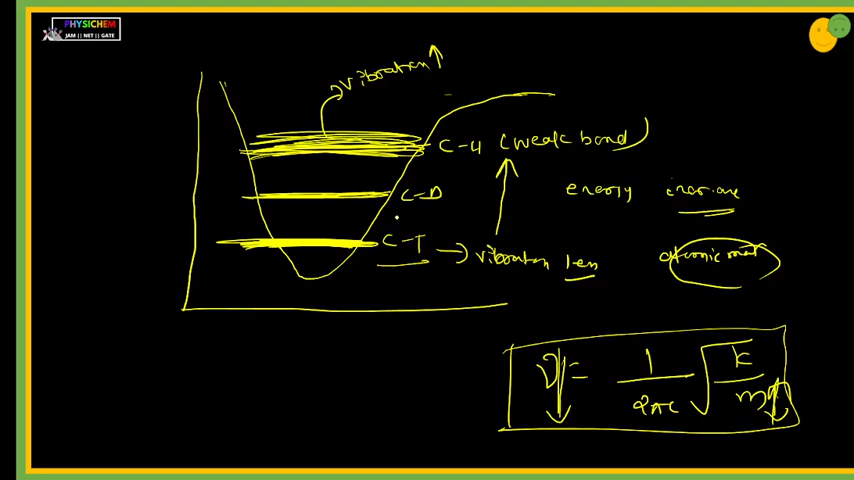 PHYSICHEM
JAM || NET || GATE
vibration ↑
C-H (weak bond)
C-D
energy increase
C-T → vibration less
atomic mass
ν = 1/2πc √k/m